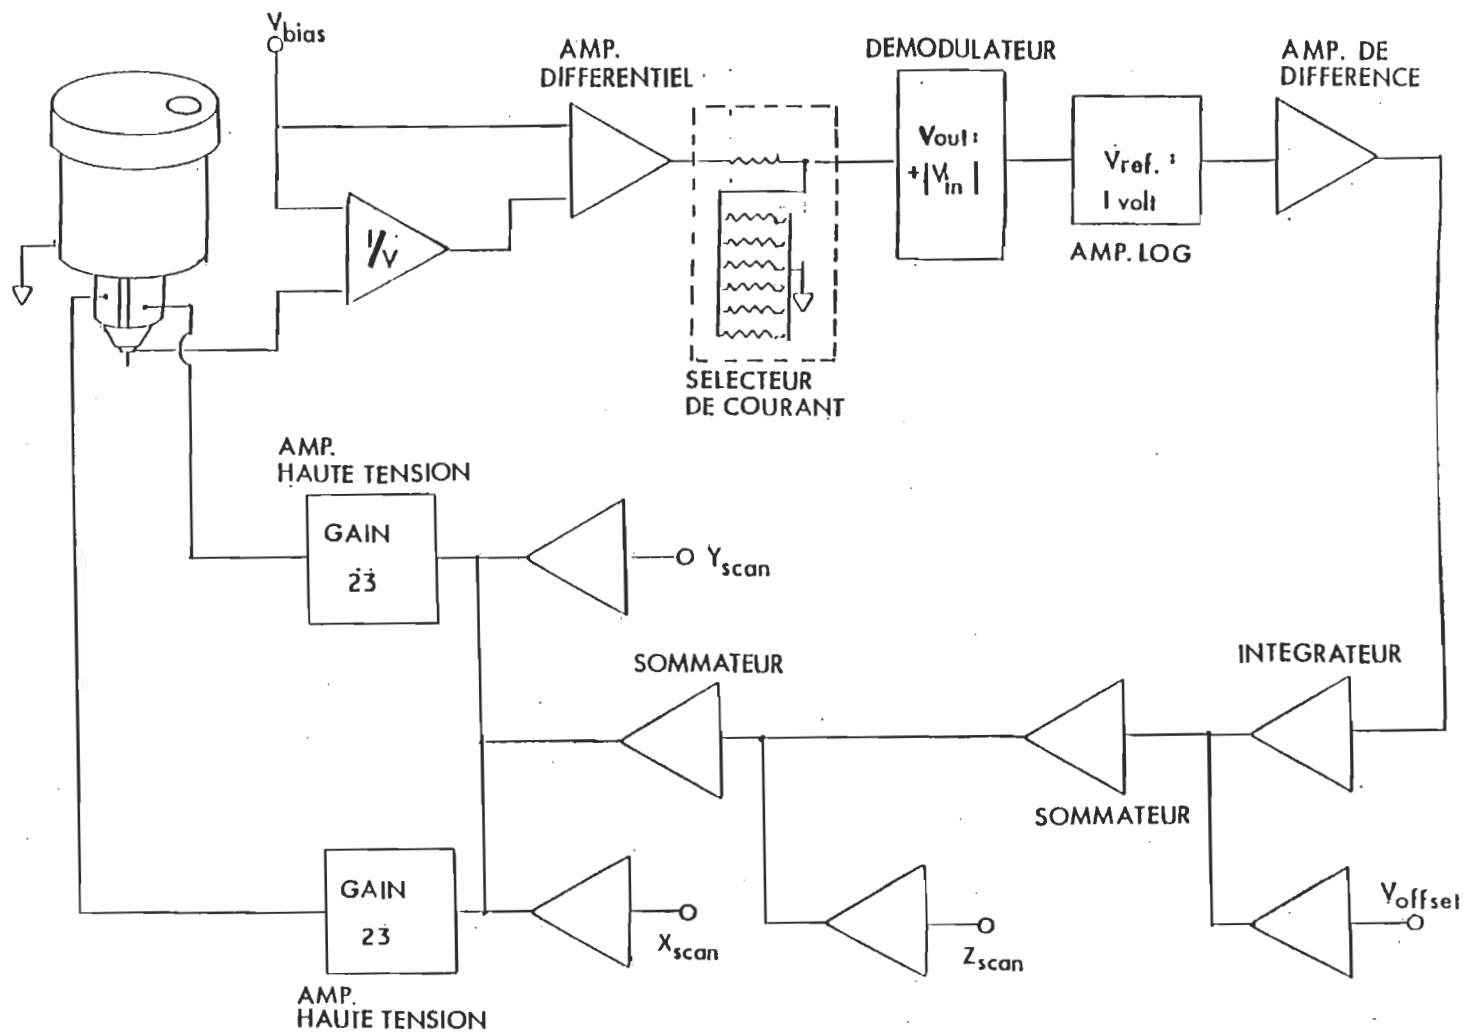 Vbias
AMP.
DIFFERENTIEL
DEMODULATEUR
AMP. DE
DIFFERENCE
Vout:
+|Vin|
Vref. :
1 volt
AMP. LOG
I/V
SELECTEUR
DE COURANT
AMP.
HAUTE TENSION
GAIN
23
Yscan
SOMMATEUR
INTEGRATEUR
SOMMATEUR
GAIN
23
Xscan
Zscan
Voffset
AMP.
HAUTE TENSION